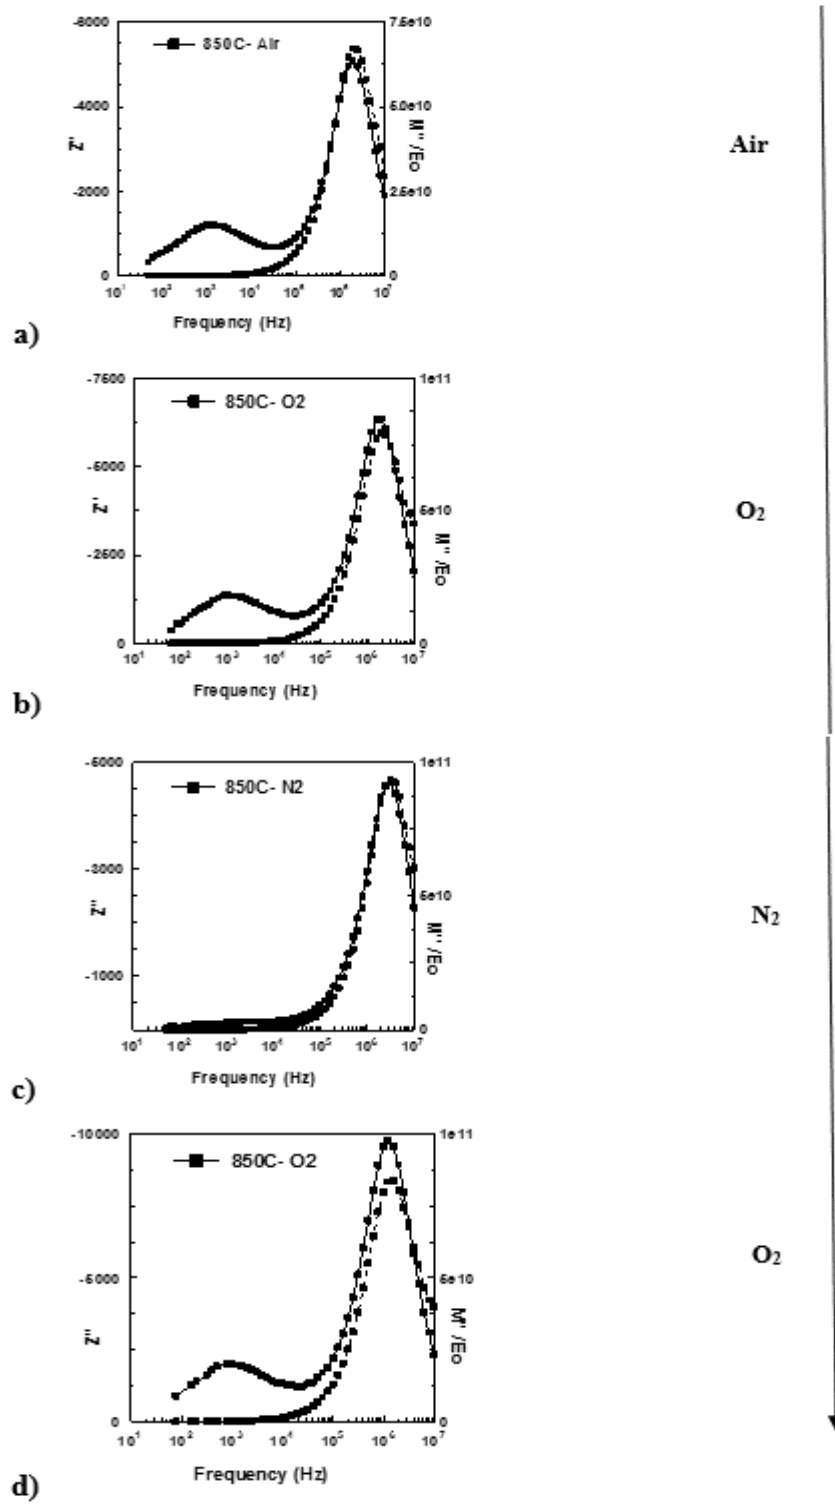 -6000
7.5e10
850C- Air
-4000
5.0e10
Z''
M'' /Eo
Air
-2000
2.5e10
0
0
10¹ 10² 10³ 10⁴ 10⁵ 10⁶ 10⁷
Frequency (Hz)
a)
-7500
1e11
850C- O2
-5000
Z''
5e10
O₂
M'' /Eo
-2500
0
0
10¹ 10² 10³ 10⁴ 10⁵ 10⁶ 10⁷
Frequency (Hz)
b)
-5000
1e11
850C- N2
-3000
5e10
Z''
N₂
M'' /Eo
-1000
0
10¹ 10² 10³ 10⁴ 10⁵ 10⁶ 10⁷
Frequency (Hz)
c)
-10000
1e11
850C- O2
O₂
-5000
5e10
Z''
M'' /Eo
0
0
10¹ 10² 10³ 10⁴ 10⁵ 10⁶ 10⁷
Frequency (Hz)
d)